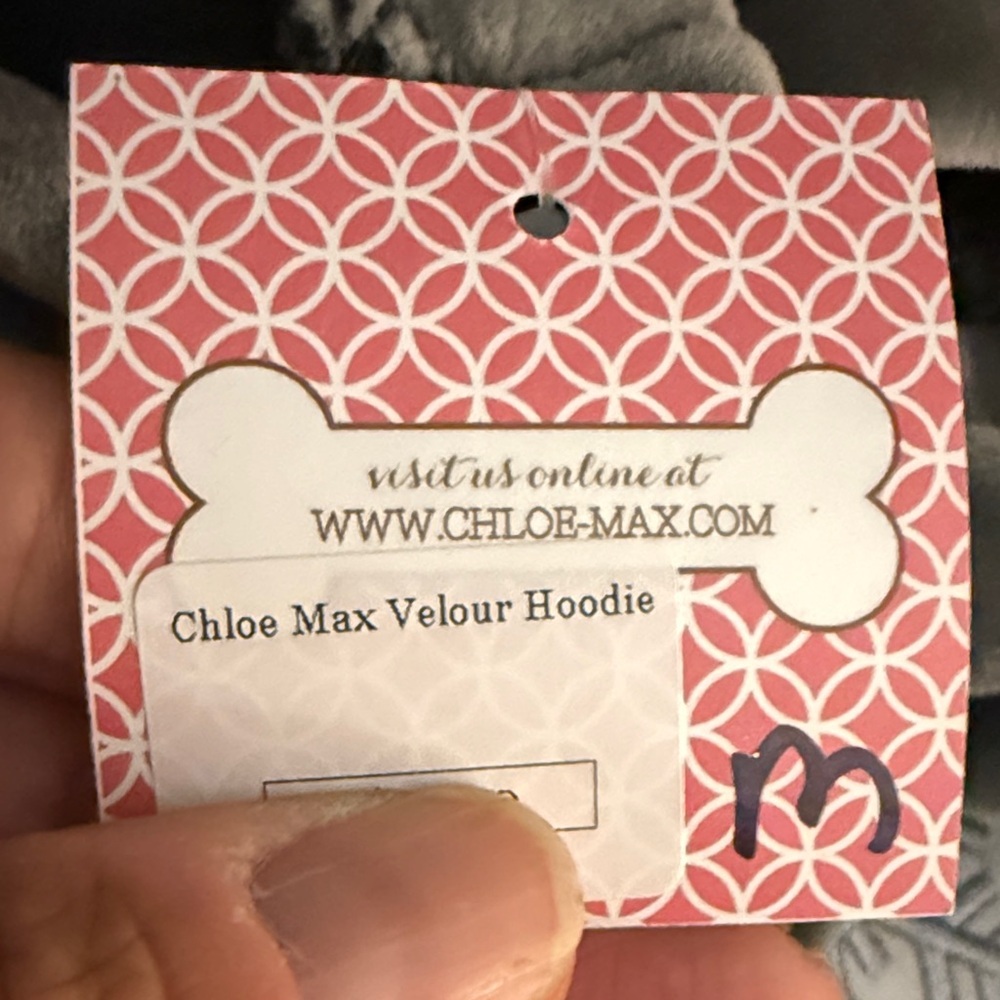 visit us online at
WWW.CHLOE-MAX.COM
Chloe Max Velour Hoodie
m